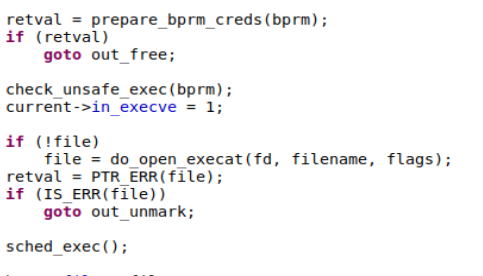 retval = prepare_bprm_creds(bprm);
if (retval)
    goto out_free;

check_unsafe_exec(bprm);
current->in_execve = 1;

if (!file)
    file = do_open_execat(fd, filename, flags);
retval = PTR_ERR(file);
if (IS_ERR(file))
    goto out_unmark;

sched_exec();